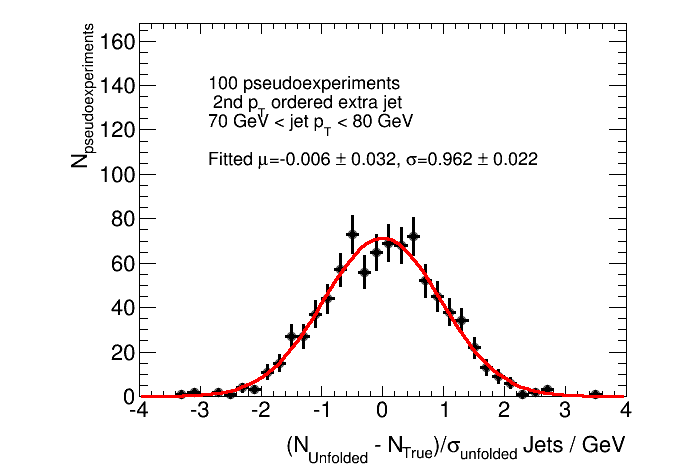 N_pseudoexperiments
160
140
120
100
80
60
40
20
0
100 pseudoexperiments
2nd p_T ordered extra jet
70 GeV < jet p_T < 80 GeV
Fitted μ=-0.006 ± 0.032, σ=0.962 ± 0.022
-4 -3 -2 -1 0 1 2 3 4
(N_Unfolded - N_True)/σ_unfolded Jets / GeV